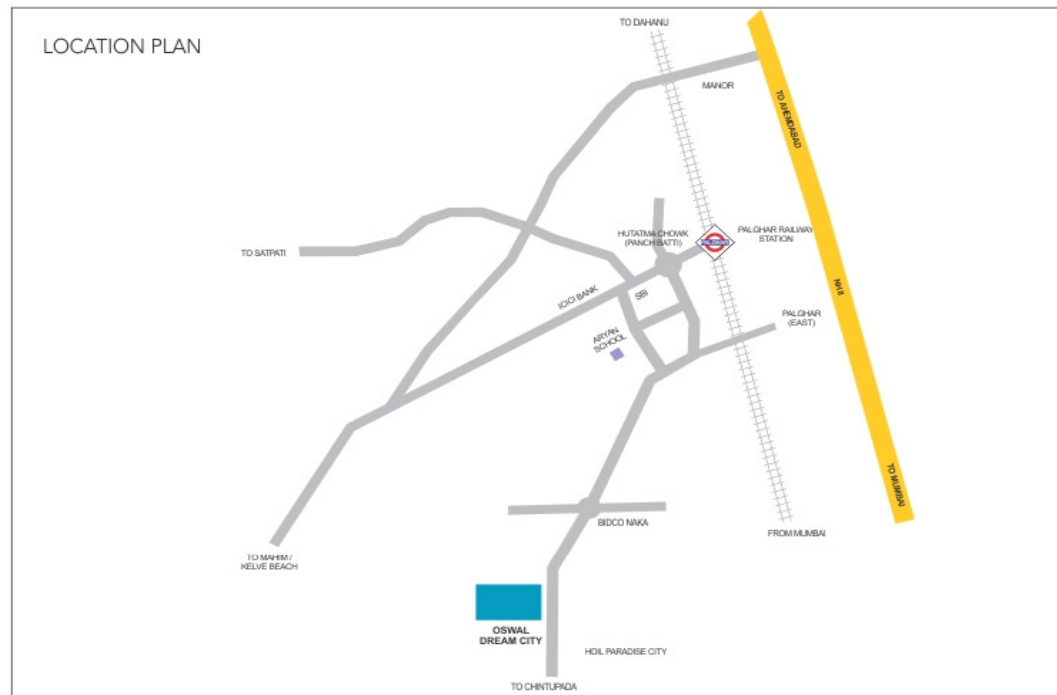 LOCATION PLAN
TO DAHANU
MANOR
TO AHEMDABAD
HUTATMA CHOWK
(PANCH BATTI)
PALGHAR RAILWAY
STATION
PALGHAR
TO SATPATI
ICICI BANK
SBI
NH 8
PALGHAR
(EAST)
ARYAN
SCHOOL
TO MUMBAI
BIDCO NAKA
FROM MUMBAI
TO MAHIM /
KELVE BEACH
OSWAL
DREAM CITY
HDIL PARADISE CITY
TO CHINTUPADA